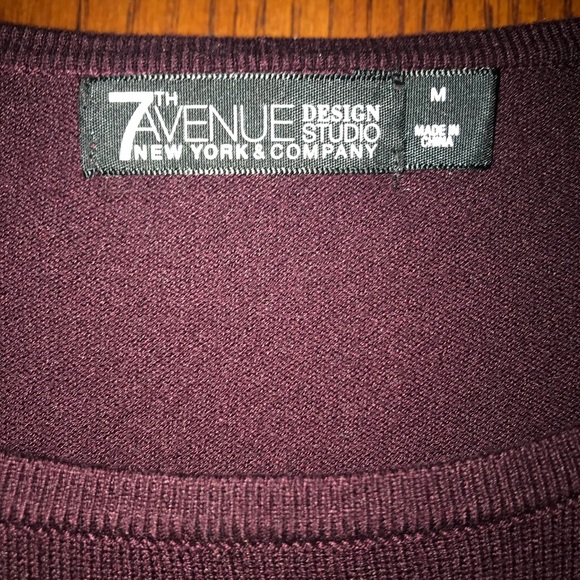 7TH AVENUE DESIGN STUDIO
NEW YORK & COMPANY
M
MADE IN
CHINA